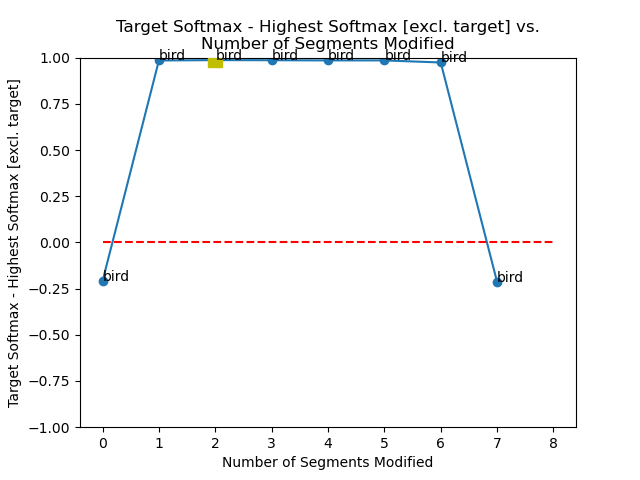 Target Softmax - Highest Softmax [excl. target] vs.
Number of Segments Modified
Target Softmax - Highest Softmax [excl. target]
1.00
0.75
0.50
0.25
0.00
−0.25
−0.50
−0.75
−1.00
bird
bird
bird
bird
bird
bird
bird
bird
0 1 2 3 4 5 6 7 8
Number of Segments Modified